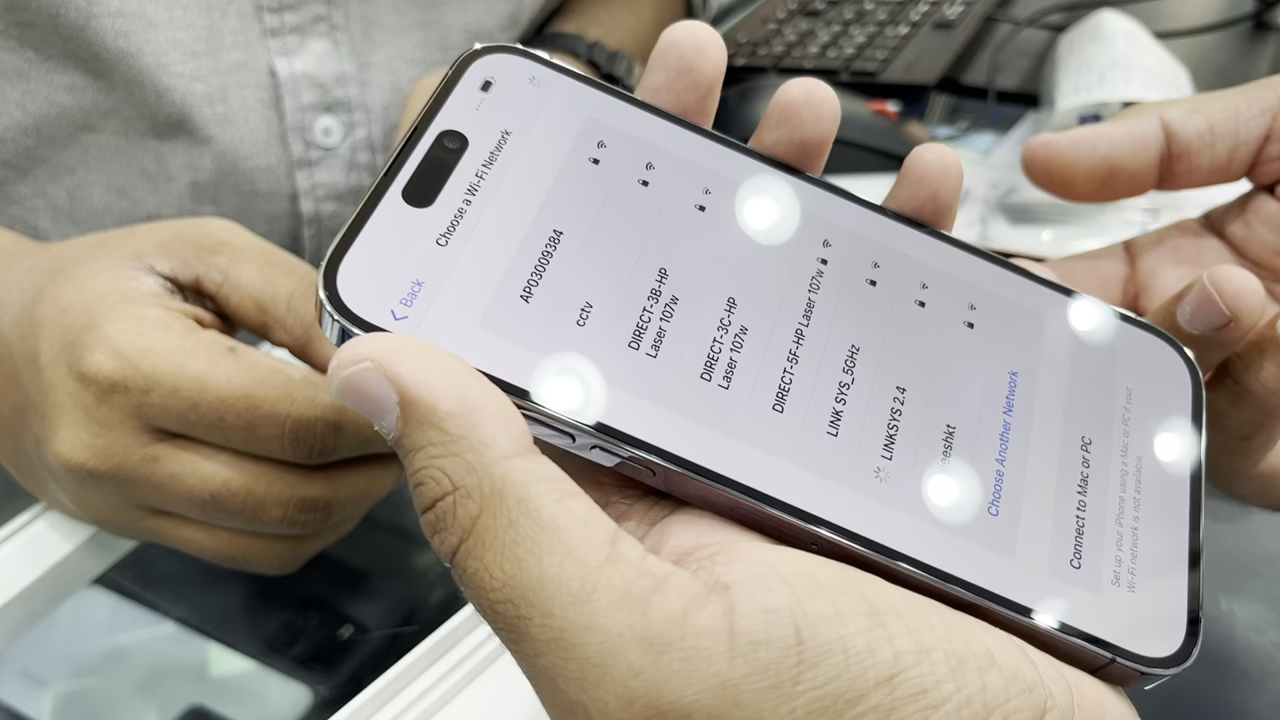 Choose a Wi-Fi Network
Back
AP03009384
cctv
DIRECT-3B-HP
Laser 107w
DIRECT-3C-HP
Laser 107w
DIRECT-5F-HP Laser 107w
LINK SYS_5GHz
LINKSYS 2.4
eeshkt
Choose Another Network
Connect to Mac or PC
Set up your iPhone using a Mac or PC if your
Wi-Fi network is not available.